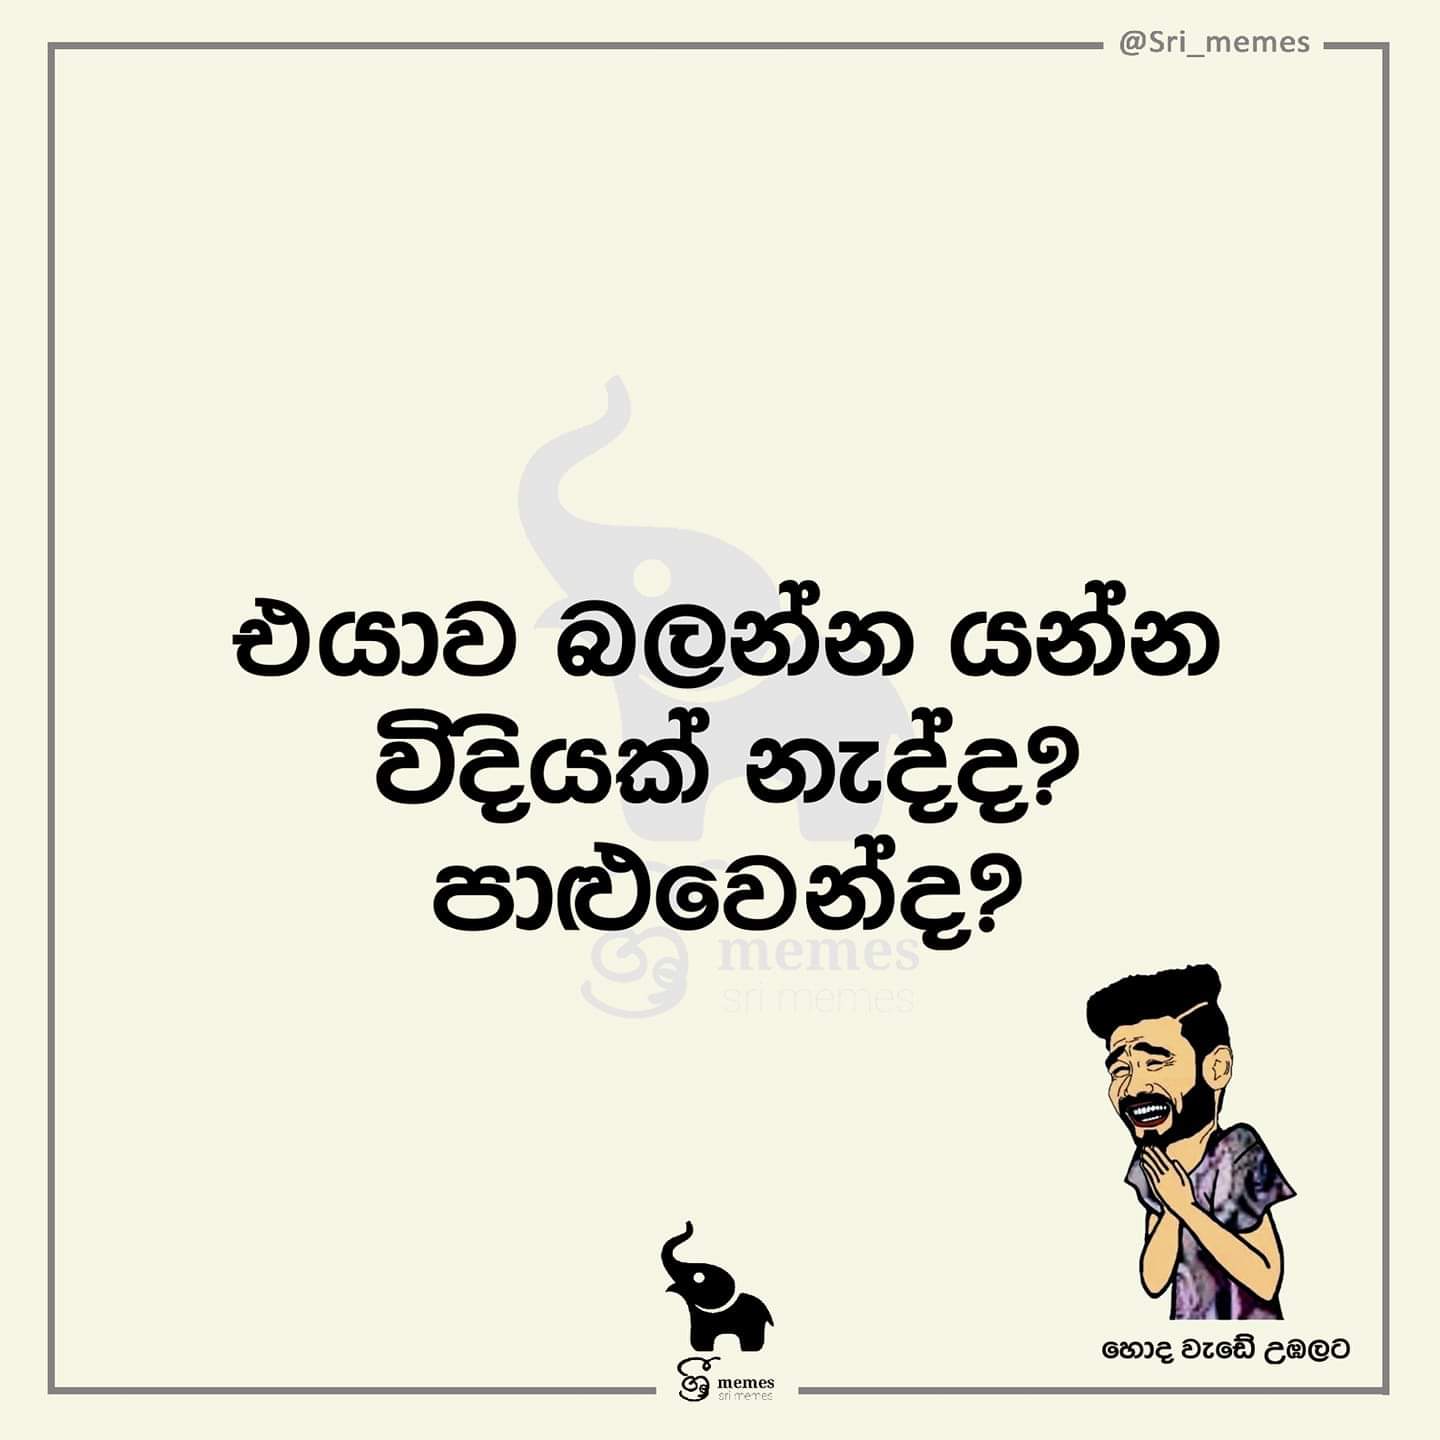 @Sri_memes
එයාව බලන්න යන්න
විදියක් නැද්ද?
පාළුවෙන්ද?
ශ්‍රී memes
sri memes
හොද වැඩේ උඹලට
ශ්‍රී memes
sri memes